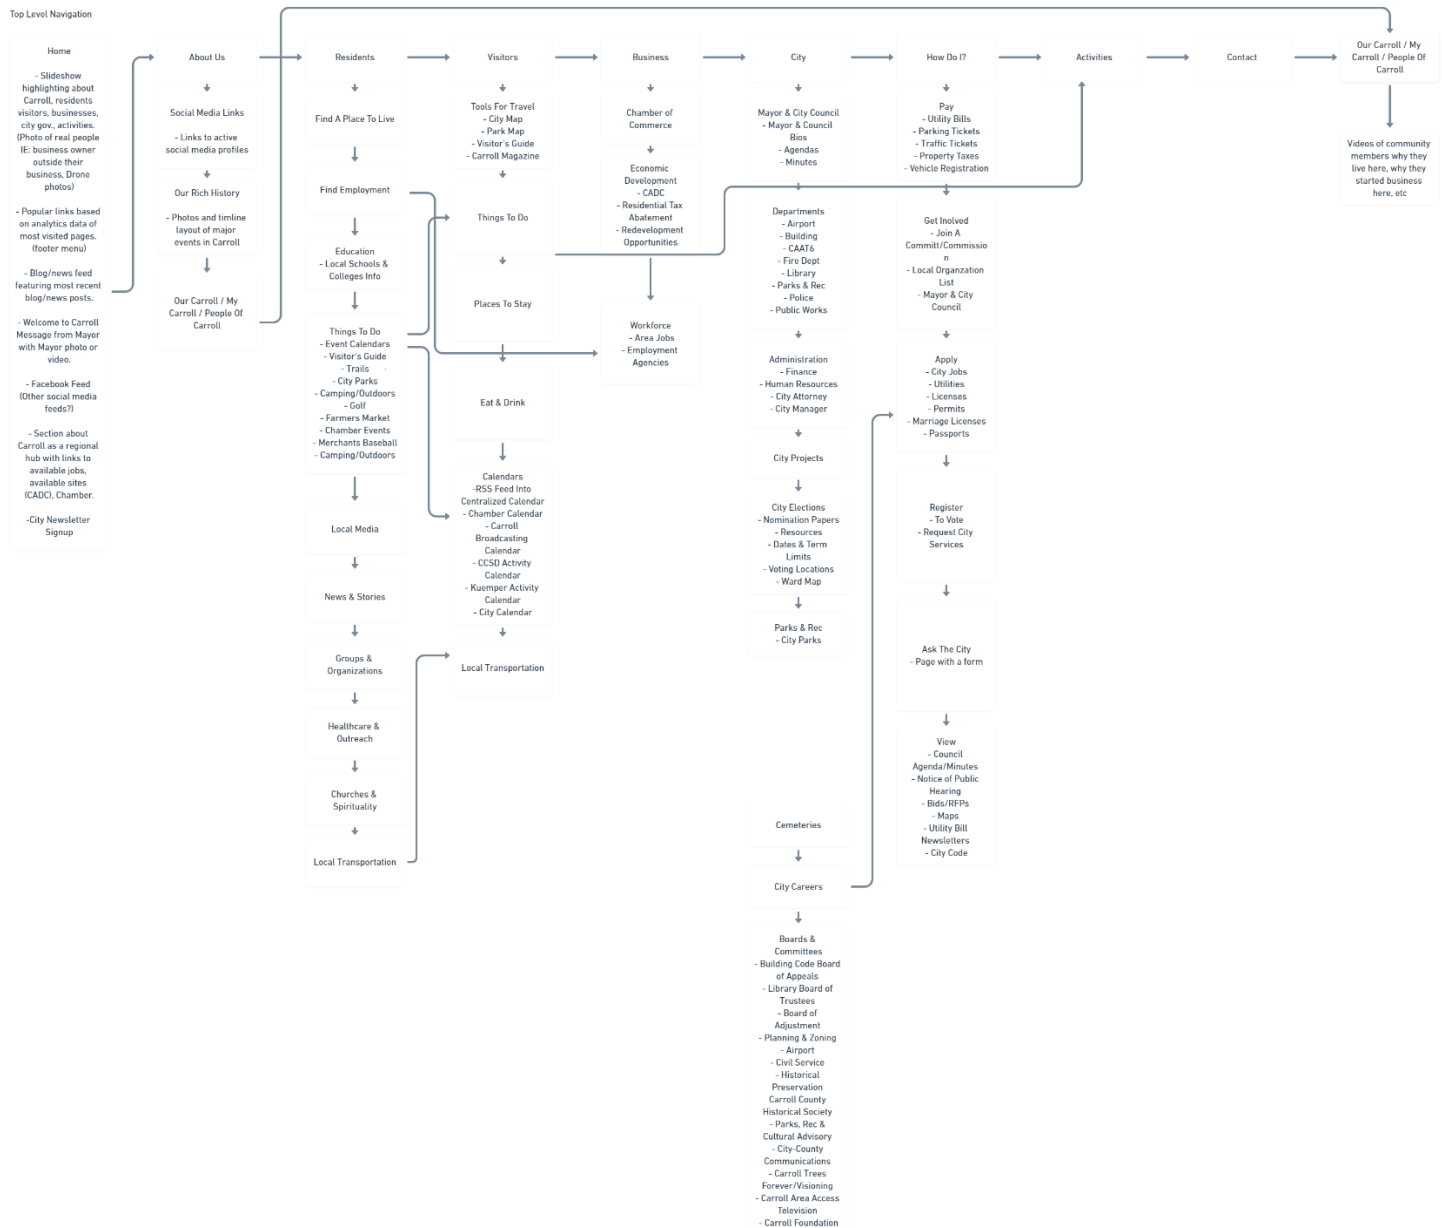 Top Level Navigation
Home
- Slideshow
highlighting about
Carroll, residents
visitors, businesses,
city gov., activities.
(Photo of real people
IE: business owner
outside their
business, Drone
photos)
- Popular links based
on analytics data of
most visited pages.
(footer menu)
- Blog/news feed
featuring most recent
blog/news posts.
- Welcome to Carroll
Message from Mayor
with Mayor photo or
video.
- Facebook Feed
(Other social media
feeds?)
- Section about
Carroll as a regional
hub with links to
available jobs,
available sites
(CADC), Chamber.
-City Newsletter
Signup
About Us
Social Media Links
- Links to active
social media profiles
Our Rich History
- Photos and timline
layout of major
events in Carroll
Our Carroll / My
Carroll / People Of
Carroll
Residents
Find A Place To Live
Find Employment
Education
- Local Schools &
Colleges Info
Things To Do
- Event Calendars
- Visitor's Guide
- Trails
- City Parks
- Camping/Outdoors
- Golf
- Farmers Market
- Chamber Events
- Merchants Baseball
- Camping/Outdoors
Local Media
News & Stories
Groups &
Organizations
Healthcare &
Outreach
Churches &
Spirituality
Local Transportation
Visitors
Tools For Travel
- City Map
- Park Map
- Visitor's Guide
- Carroll Magazine
Things To Do
Places To Stay
Eat & Drink
Calendars
-RSS Feed Into
Centralized Calendar
- Chamber Calendar
- Carroll
Broadcasting
Calendar
- CCSD Activity
Calendar
- Kuemper Activity
Calendar
- City Calendar
Local Transportation
Business
Chamber of
Commerce
Economic
Development
- CADC
- Residential Tax
Abatement
- Redevelopment
Opportunities
Workforce
- Area Jobs
- Employment
Agencies
City
Mayor & City Council
- Mayor & Council
Bios
- Agendas
- Minutes
Departments
- Airport
- Building
- CAAT6
- Fire Dept
- Library
- Parks & Rec
- Police
- Public Works
Administration
- Finance
- Human Resources
- City Attorney
- City Manager
City Projects
City Elections
- Nomination Papers
- Resources
- Dates & Term
Limits
- Voting Locations
- Ward Map
Parks & Rec
- City Parks
Cemeteries
City Careers
Boards &
Committees
- Building Code Board
of Appeals
- Library Board of
Trustees
- Board of
Adjustment
- Planning & Zoning
- Airport
- Civil Service
- Historical
Preservation
Carroll County
Historical Society
- Parks, Rec &
Cultural Advisory
- City-County
Communications
- Carroll Trees
Forever/Visioning
- Carroll Area Access
Television
- Carroll Foundation
How Do I?
Pay
- Utility Bills
- Parking Tickets
- Traffic Tickets
- Property Taxes
- Vehicle Registration
Get Inolved
- Join A
Committ/Commissio
n
- Local Organzation
List
- Mayor & City
Council
Apply
- City Jobs
- Utilities
- Licenses
- Permits
- Marriage Licenses
- Passports
Register
- To Vote
- Request City
Services
Ask The City
- Page with a form
View
- Council
Agenda/Minutes
- Notice of Public
Hearing
- Bids/RFPs
- Maps
- Utility Bill
Newsletters
- City Code
Activities
Contact
Our Carroll / My
Carroll / People Of
Carroll
Videos of community
members why they
live here, why they
started business
here, etc